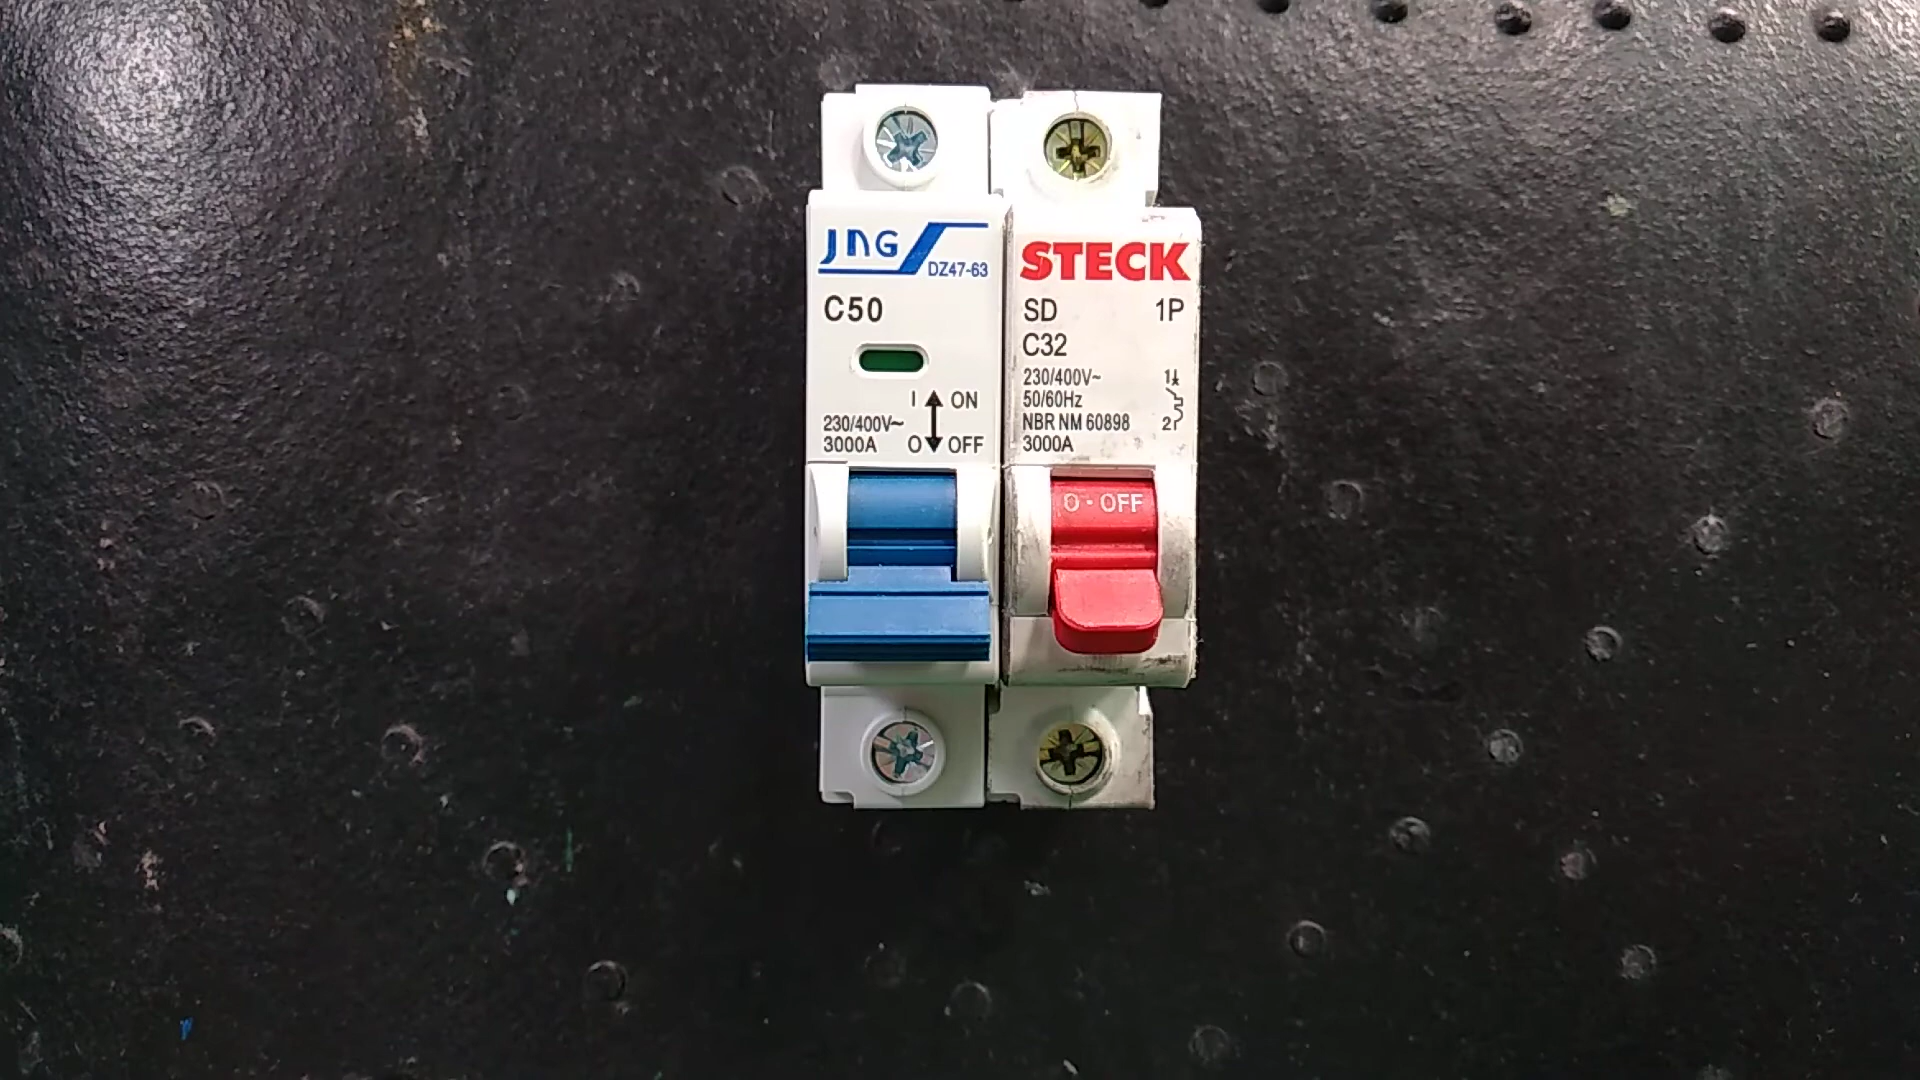 JNG
DZ47-63
C50
I ON
230/400V~
3000A O OFF
STECK
SD 1P
C32
230/400V~ 1
50/60Hz
NBR NM 60898 2
3000A
O - OFF